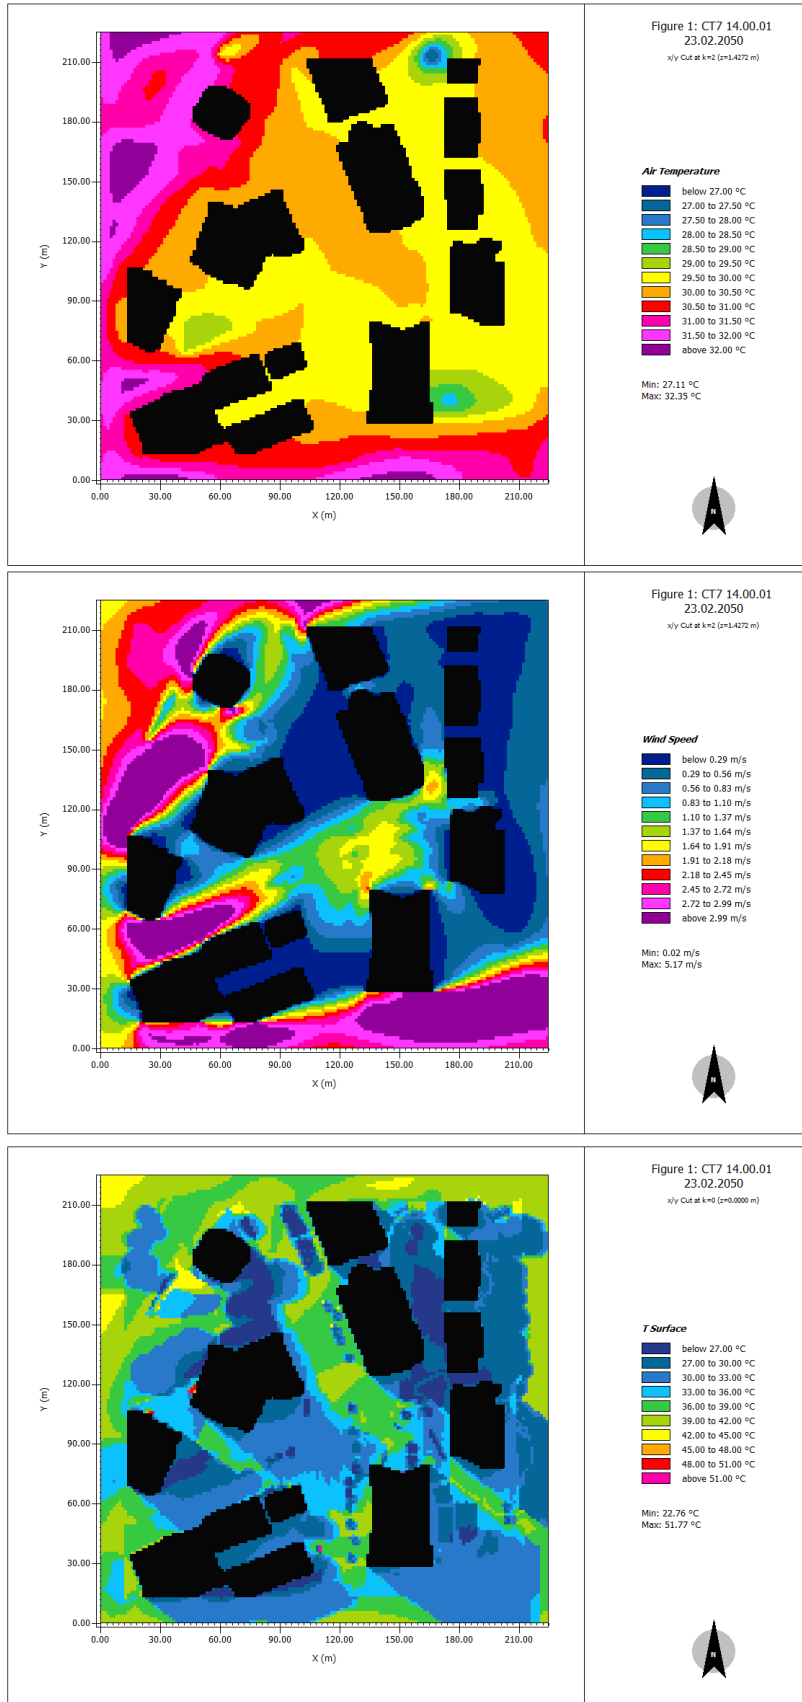 Figure 1: CT7 14.00.01
23.02.2050
x/y Cut at k=2 (z=1.4272 m)
210.00
180.00
150.00
120.00
90.00
60.00
30.00
0.00
Y (m)
0.00 30.00 60.00 90.00 120.00 150.00 180.00 210.00
X (m)
Air Temperature
below 27.00 °C
27.00 to 27.50 °C
27.50 to 28.00 °C
28.00 to 28.50 °C
28.50 to 29.00 °C
29.00 to 29.50 °C
29.50 to 30.00 °C
30.00 to 30.50 °C
30.50 to 31.00 °C
31.00 to 31.50 °C
31.50 to 32.00 °C
above 32.00 °C
Min: 27.11 °C
Max: 32.35 °C
N
Figure 1: CT7 14.00.01
23.02.2050
x/y Cut at k=2 (z=1.4272 m)
210.00
180.00
150.00
120.00
90.00
60.00
30.00
0.00
Y (m)
0.00 30.00 60.00 90.00 120.00 150.00 180.00 210.00
X (m)
Wind Speed
below 0.29 m/s
0.29 to 0.56 m/s
0.56 to 0.83 m/s
0.83 to 1.10 m/s
1.10 to 1.37 m/s
1.37 to 1.64 m/s
1.64 to 1.91 m/s
1.91 to 2.18 m/s
2.18 to 2.45 m/s
2.45 to 2.72 m/s
2.72 to 2.99 m/s
above 2.99 m/s
Min: 0.02 m/s
Max: 5.17 m/s
N
Figure 1: CT7 14.00.01
23.02.2050
x/y Cut at k=0 (z=0.0000 m)
210.00
180.00
150.00
120.00
90.00
60.00
30.00
0.00
Y (m)
0.00 30.00 60.00 90.00 120.00 150.00 180.00 210.00
X (m)
T Surface
below 27.00 °C
27.00 to 30.00 °C
30.00 to 33.00 °C
33.00 to 36.00 °C
36.00 to 39.00 °C
39.00 to 42.00 °C
42.00 to 45.00 °C
45.00 to 48.00 °C
48.00 to 51.00 °C
above 51.00 °C
Min: 22.76 °C
Max: 51.77 °C
N